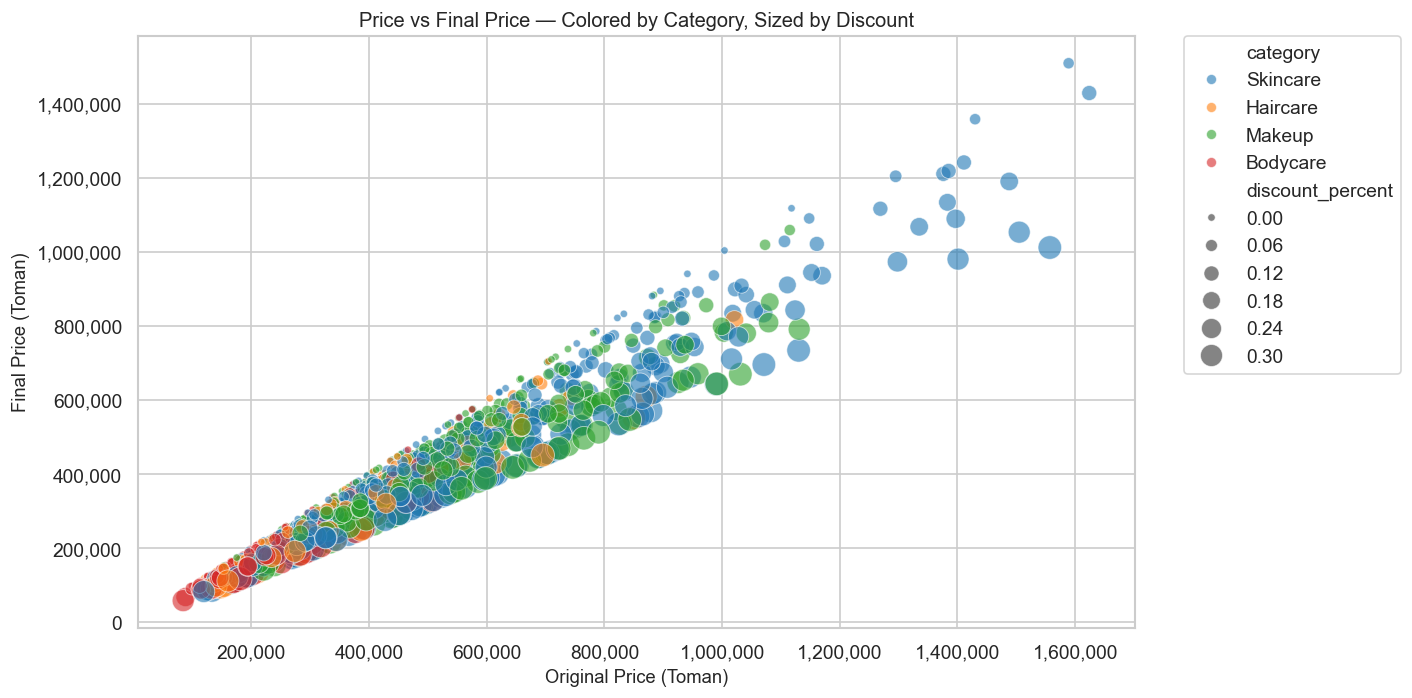 Price vs Final Price — Colored by Category, Sized by Discount
Final Price (Toman)
1,400,000
1,200,000
1,000,000
800,000
600,000
400,000
200,000
0
200,000
400,000
600,000
800,000
1,000,000
1,200,000
1,400,000
1,600,000
Original Price (Toman)
category
Skincare
Haircare
Makeup
Bodycare
discount_percent
0.00
0.06
0.12
0.18
0.24
0.30